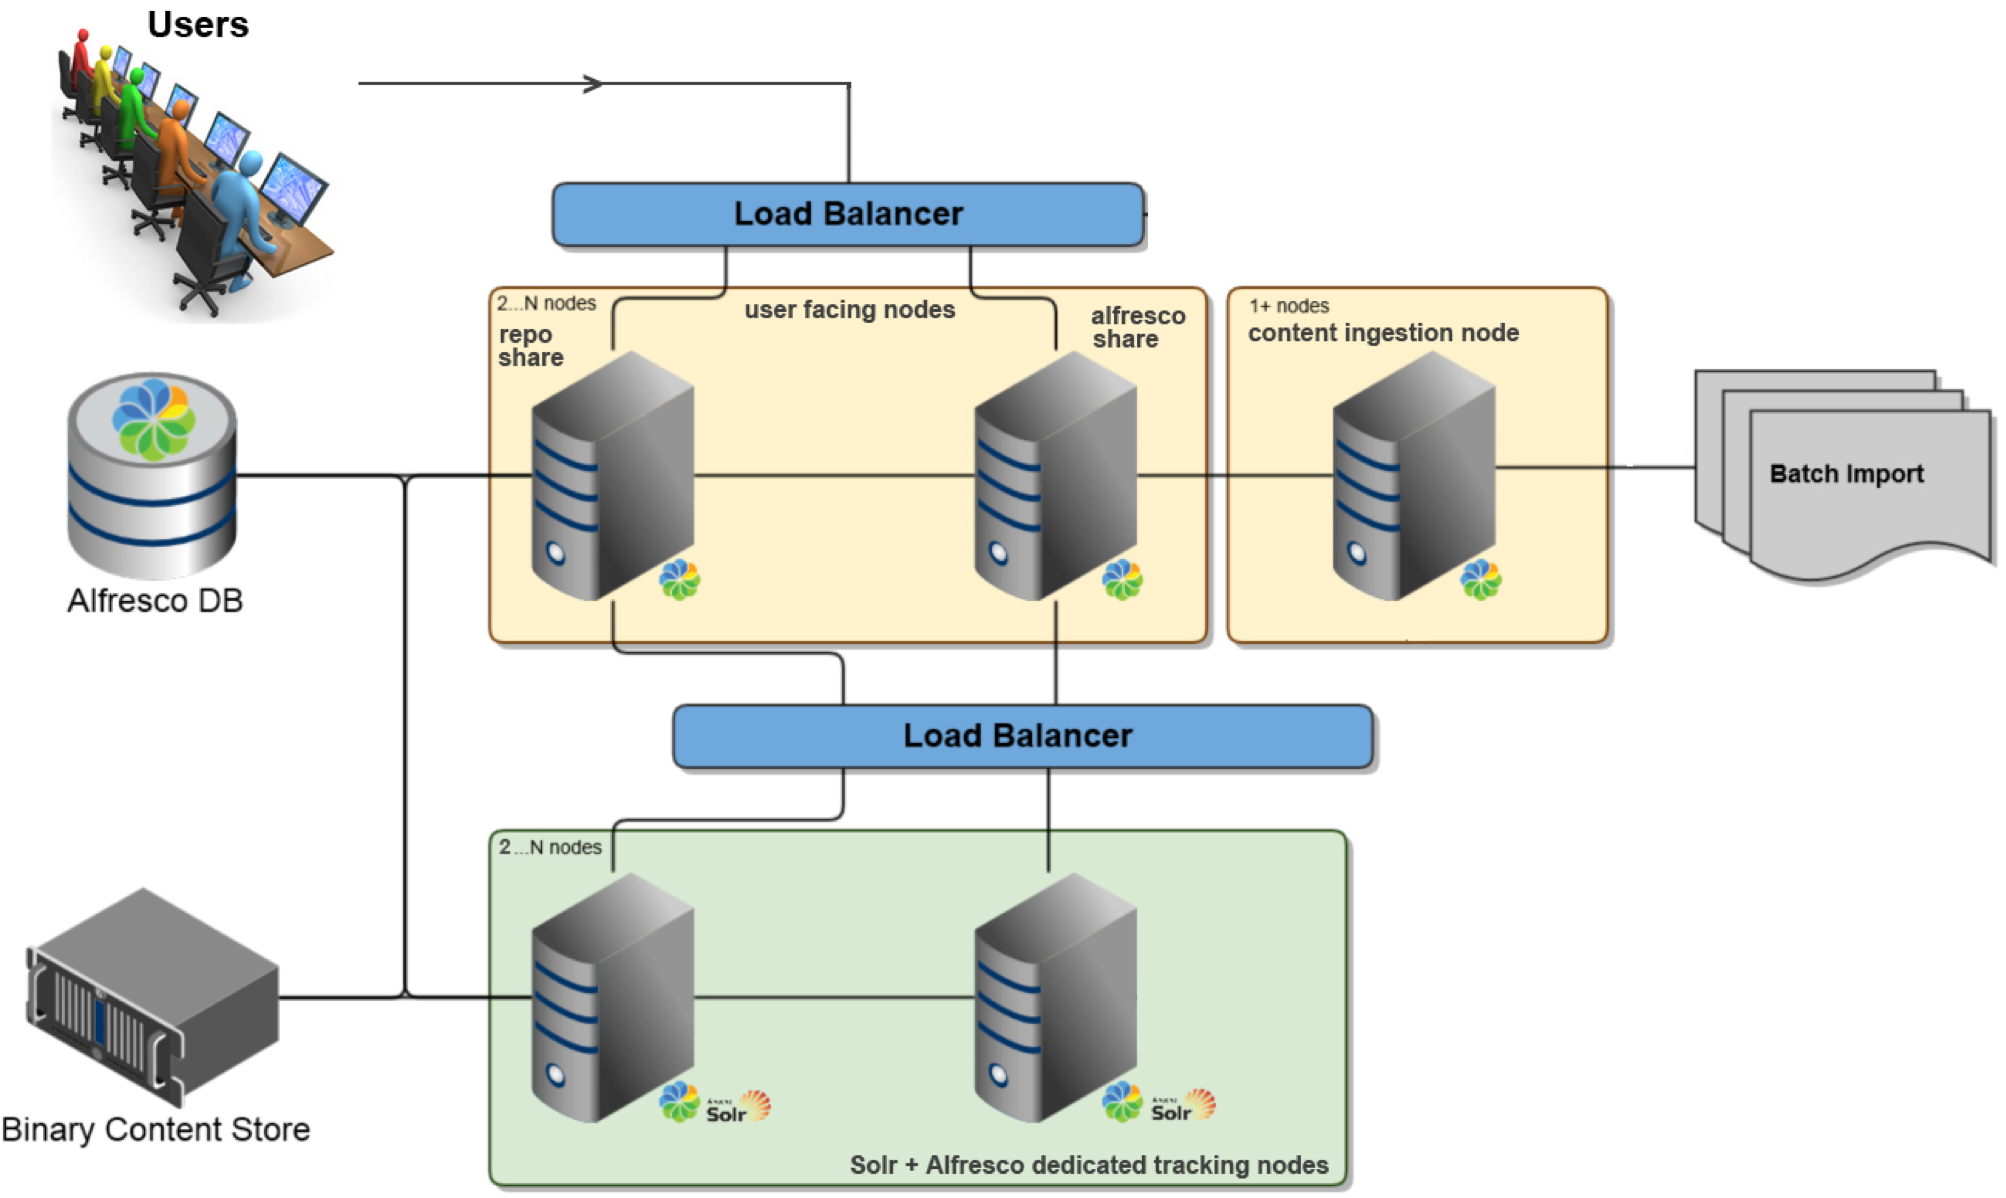 Users
Load Balancer
2...N nodes
user facing nodes
repo
share
alfresco
share
1+ nodes
content ingestion node
Batch Import
Alfresco DB
Load Balancer
2...N nodes
Solr
Solr
Binary Content Store
Solr + Alfresco dedicated tracking nodes